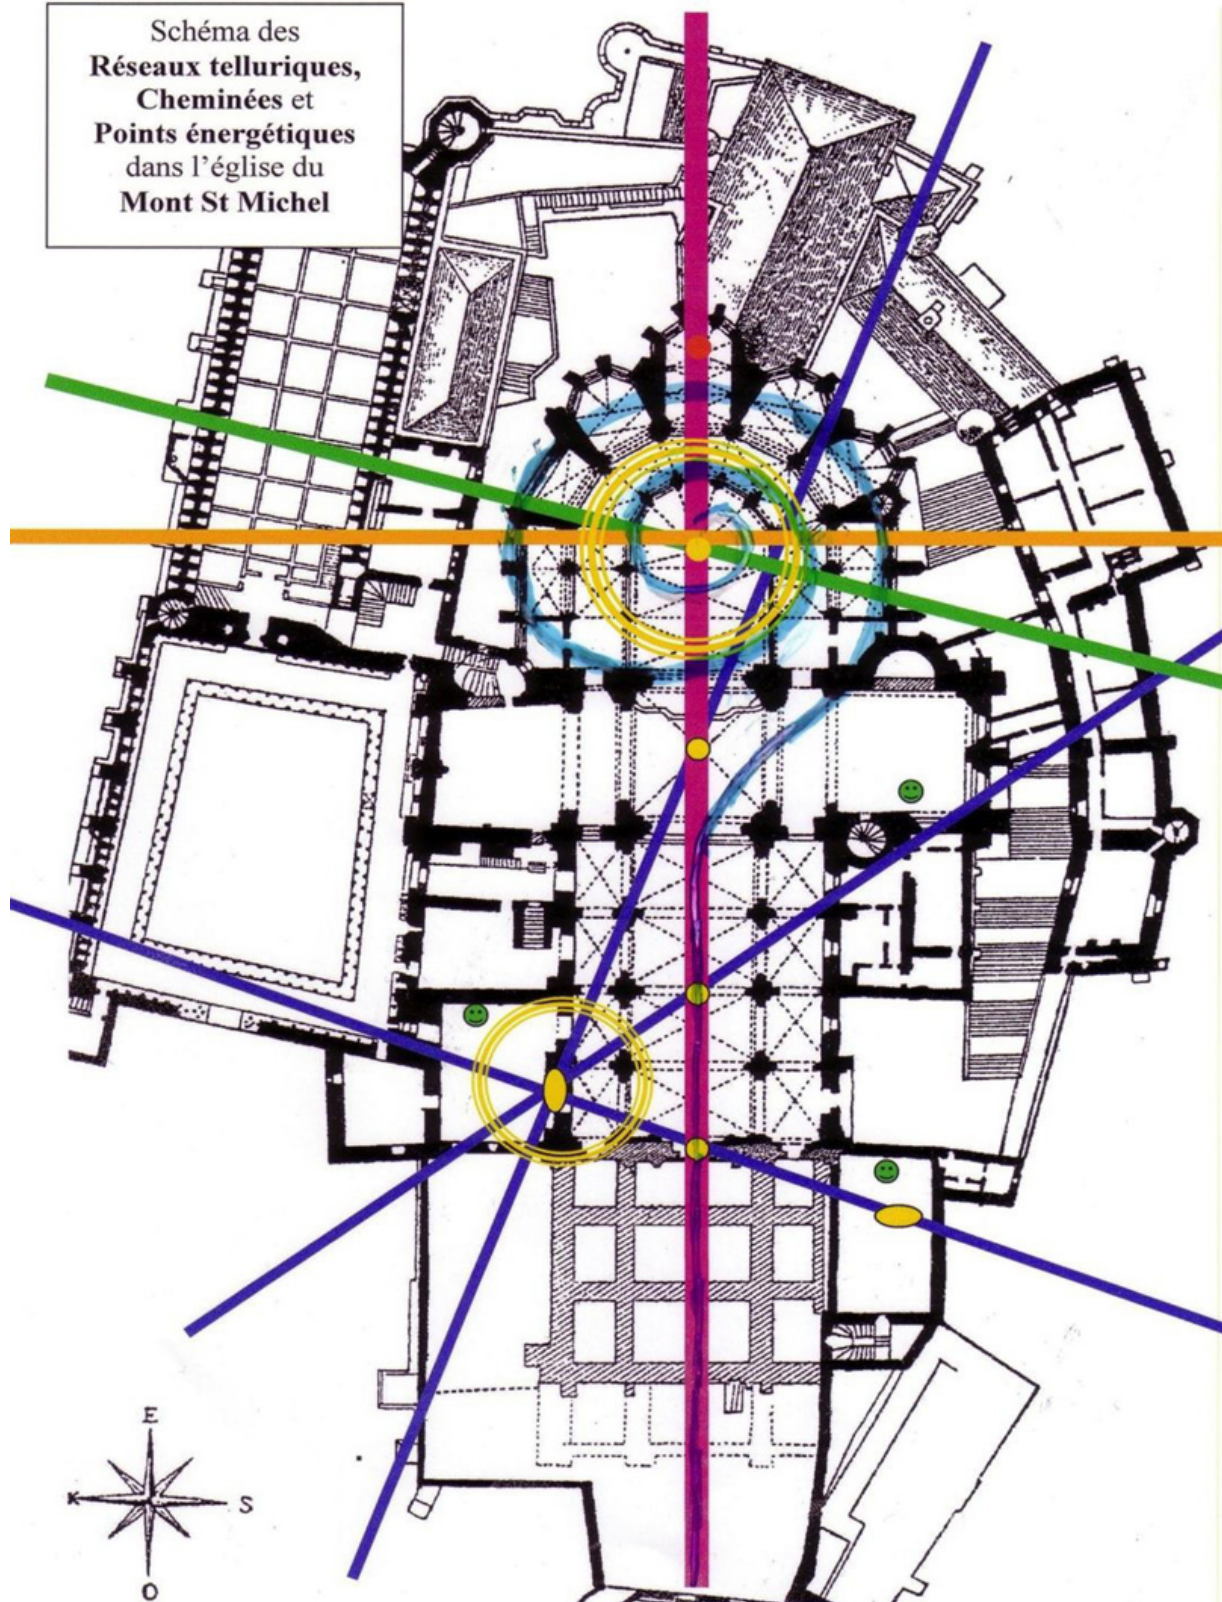 Schéma des
Réseaux telluriques,
Cheminées et
Points énergétiques
dans l'église du
Mont St Michel
E
S
O